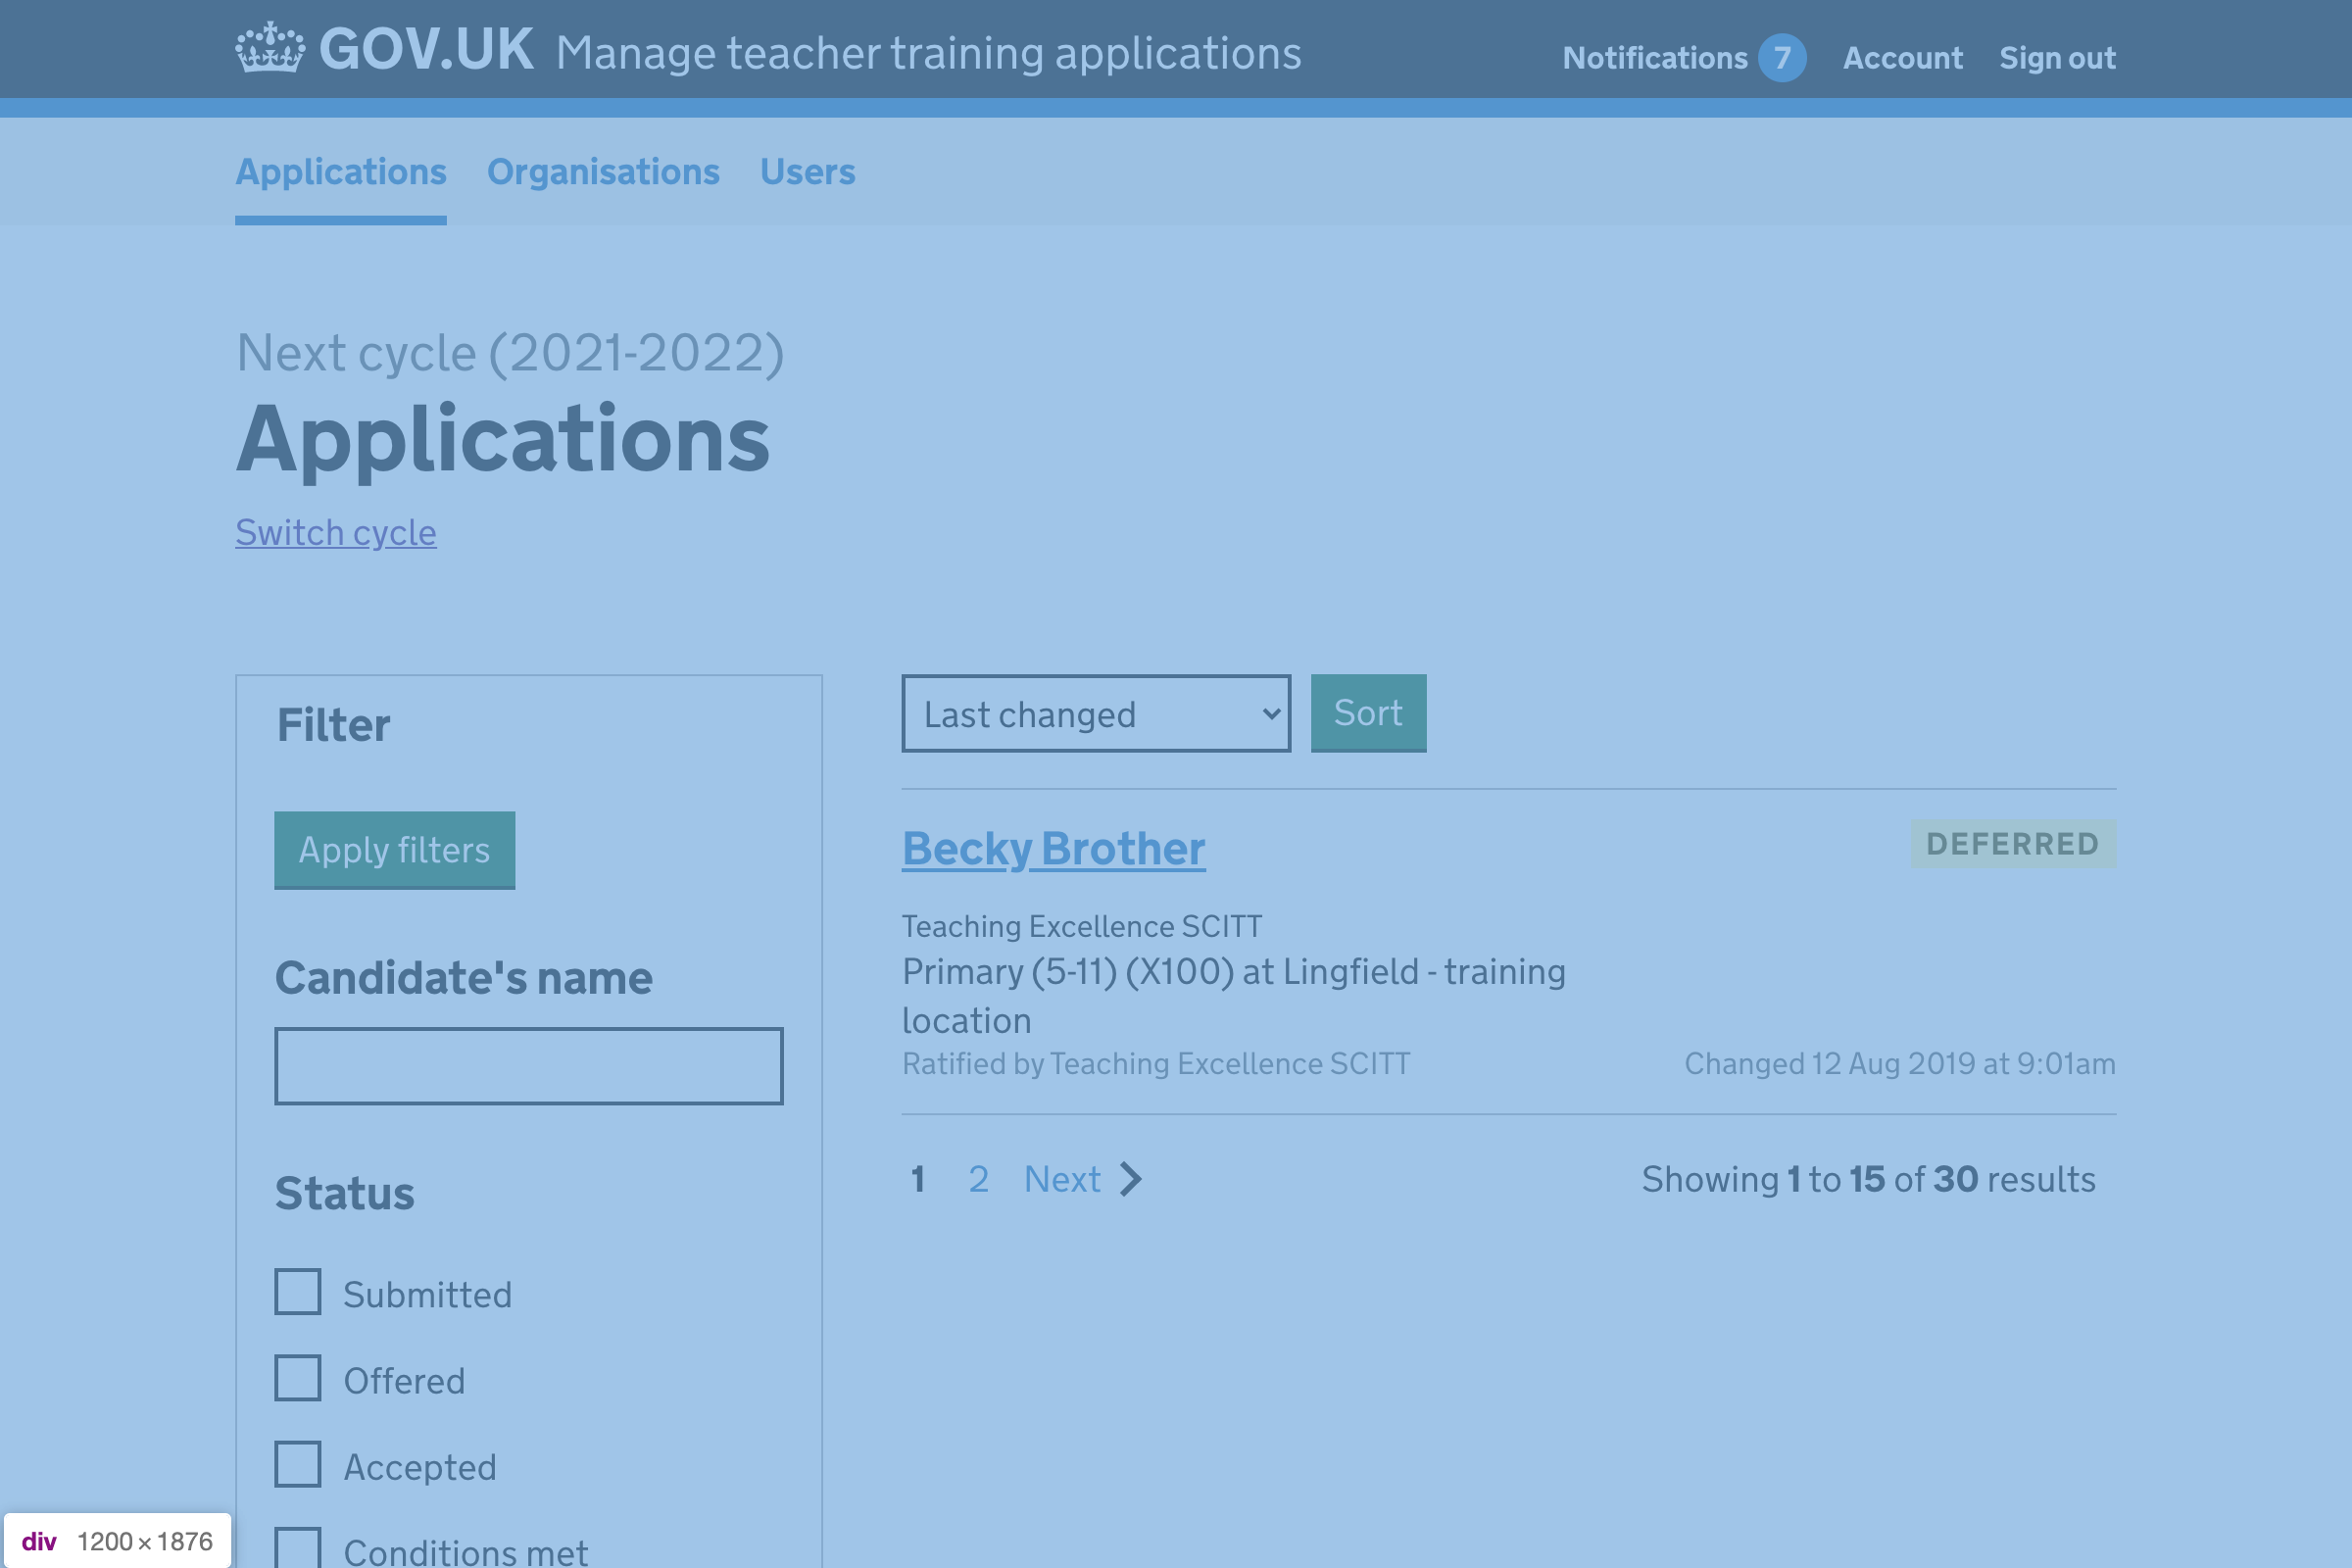 GOV.UK Manage teacher training applications Notifications 7 Account Sign out
Applications Organisations Users
Next cycle (2021-2022)
Applications
Switch cycle
Filter
Apply filters
Candidate's name
Status
Submitted
Offered
Accepted
Conditions met
Last changed Sort
Becky Brother DEFERRED
Teaching Excellence SCITT
Primary (5-11) (X100) at Lingfield - training
location
Ratified by Teaching Excellence SCITT Changed 12 Aug 2019 at 9:01am
1 2 Next Showing 1 to 15 of 30 results
div 1200 × 1876